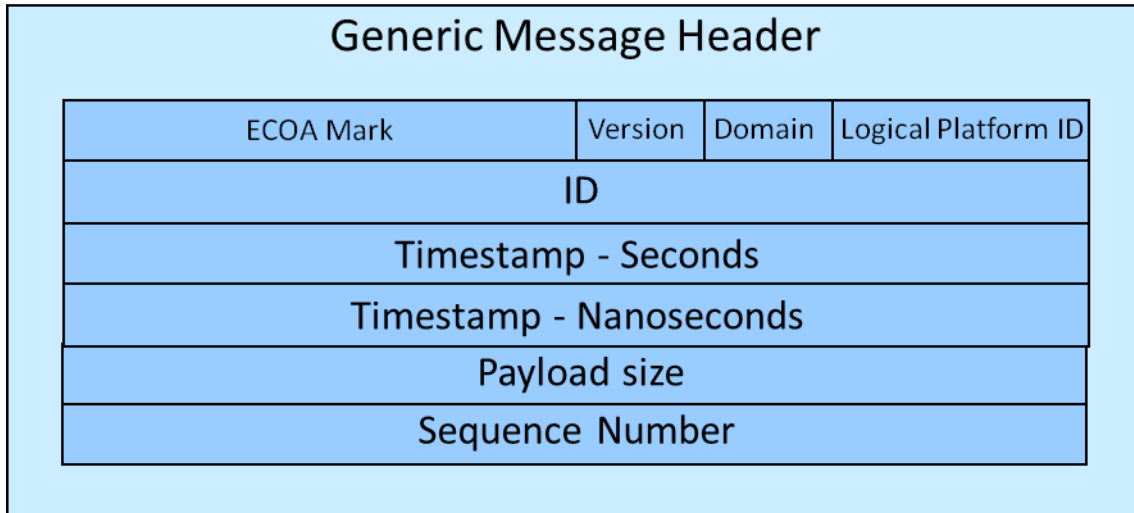 Generic Message Header
ECOA Mark Version Domain Logical Platform ID
ID
Timestamp - Seconds
Timestamp - Nanoseconds
Payload size
Sequence Number